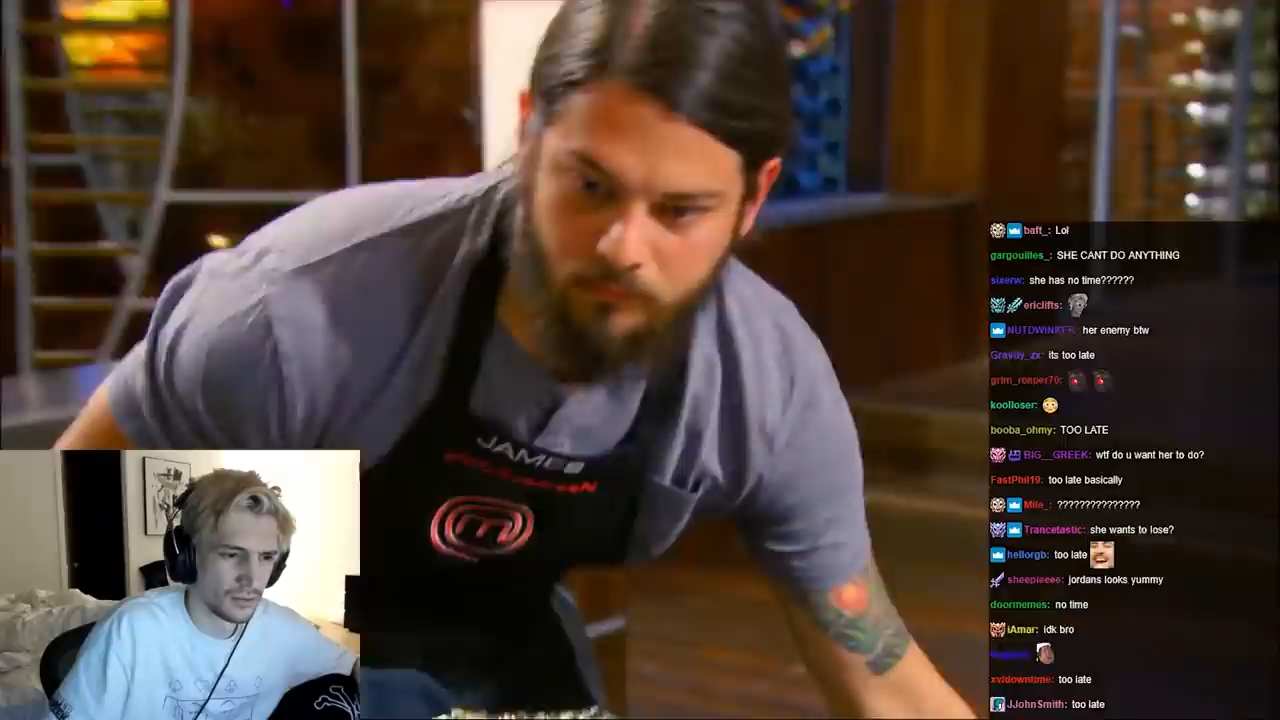 JAMES
baft_: Lol
gargouilles_: SHE CANT DO ANYTHING
sixerw: she has no time??????
ericlifts:
NUTDWINKER: her enemy btw
Gravity_zx: its too late
grim_reaper70:
koolloser:
booba_ohmy: TOO LATE
BIG__GREEK: wtf do u want her to do?
FastPhil19: too late basically
Mile_: ??????????????
Trancetastic: she wants to lose?
hellorgb: too late
sheepieeee: jordans looks yummy
doormemes: no time
iAmar: idk bro
xvldowntime: too late
JJohnSmith: too late